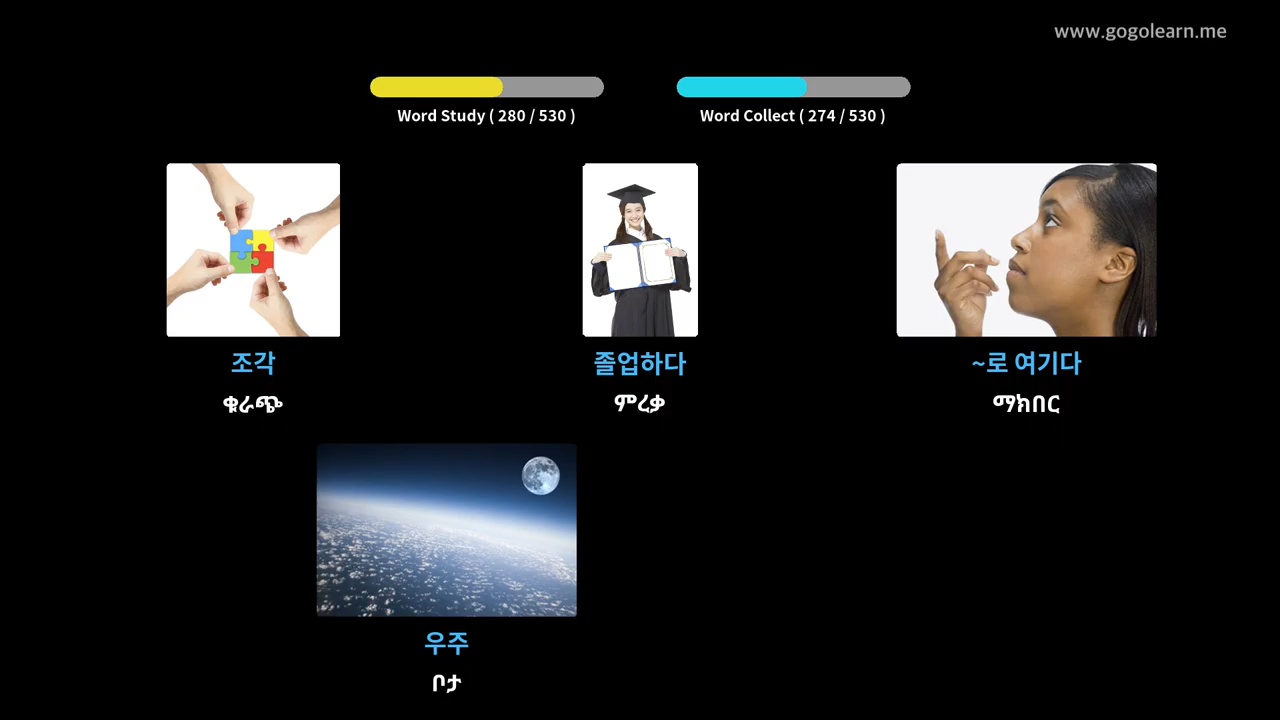 www.gogolearn.me
Word Study ( 280 / 530 )
Word Collect ( 274 / 530 )
조각
졸업하다
~로 여기다
ቁራጭ
ምረቃ
ማክበር
우주
ቦታ